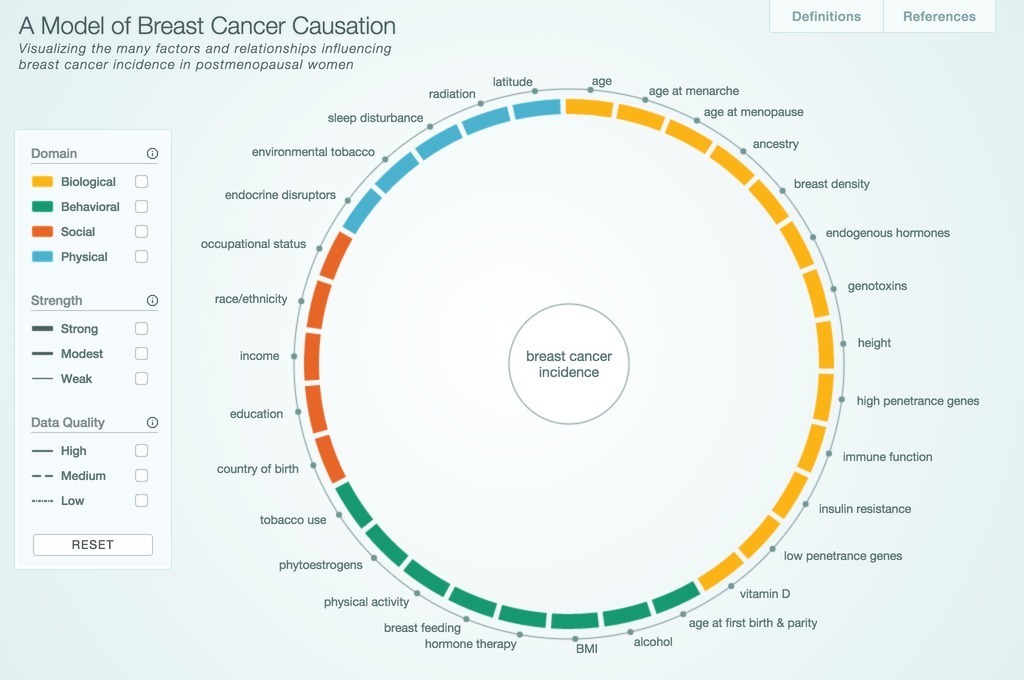 A Model of Breast Cancer Causation
Visualizing the many factors and relationships influencing
breast cancer incidence in postmenopausal women
Definitions
References
Domain
Biological
Behavioral
Social
Physical
Strength
Strong
Modest
Weak
Data Quality
High
Medium
Low
RESET
age
age at menarche
age at menopause
ancestry
breast density
endogenous hormones
genotoxins
height
high penetrance genes
immune function
insulin resistance
low penetrance genes
vitamin D
age at first birth & parity
alcohol
BMI
hormone therapy
breast feeding
physical activity
phytoestrogens
tobacco use
country of birth
education
income
race/ethnicity
occupational status
endocrine disruptors
environmental tobacco
sleep disturbance
radiation
latitude
breast cancer
incidence